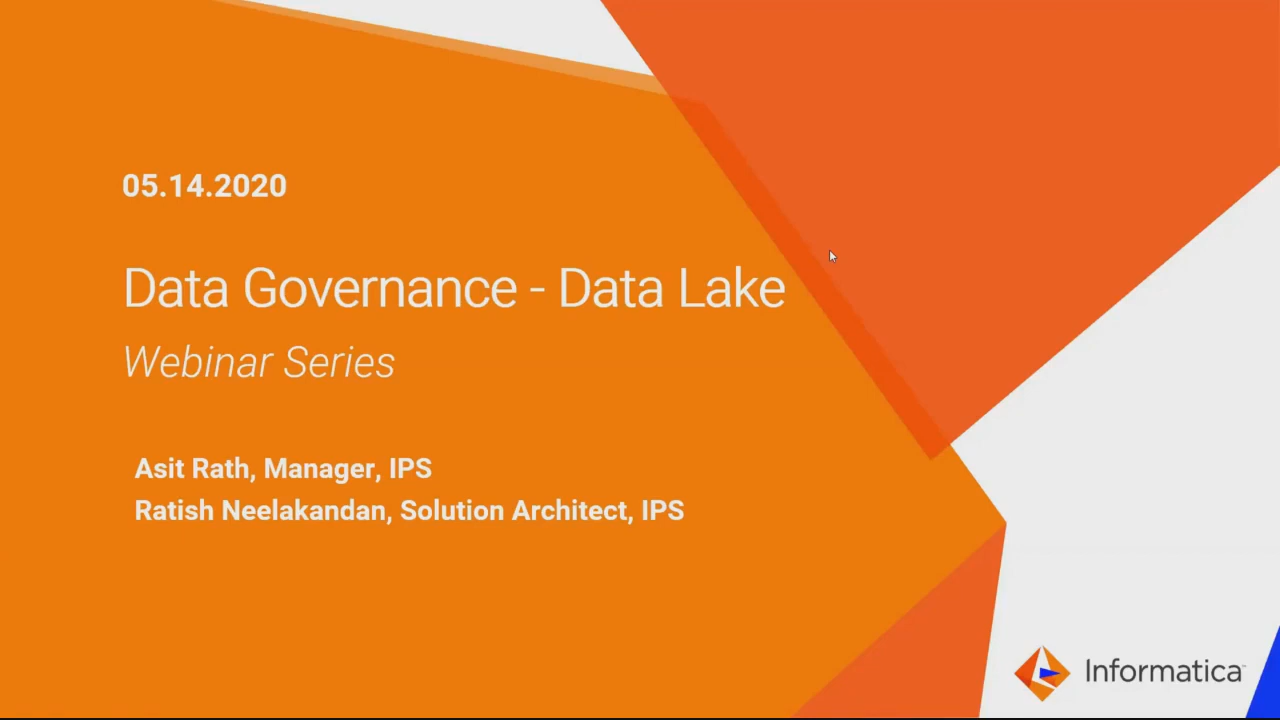 05.14.2020
Data Governance - Data Lake
Webinar Series
Asit Rath, Manager, IPS
Ratish Neelakandan, Solution Architect, IPS
Informatica